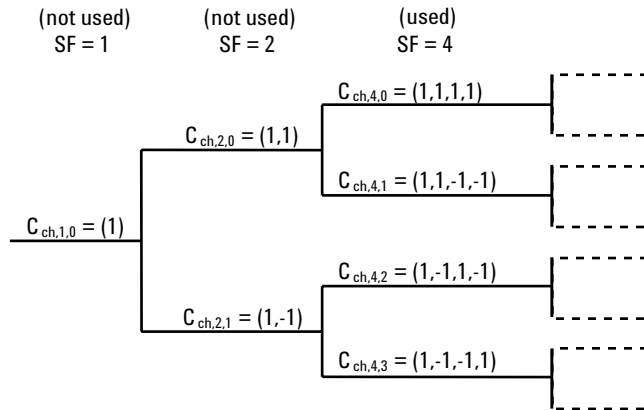 (not used) (not used) (used)
SF = 1 SF = 2 SF = 4
C ch,4,0 = (1,1,1,1)
C ch,2,0 = (1,1)
C ch,4,1 = (1,1,-1,-1)
C ch,1,0 = (1)
C ch,4,2 = (1,-1,1,-1)
C ch,2,1 = (1,-1)
C ch,4,3 = (1,-1,-1,1)